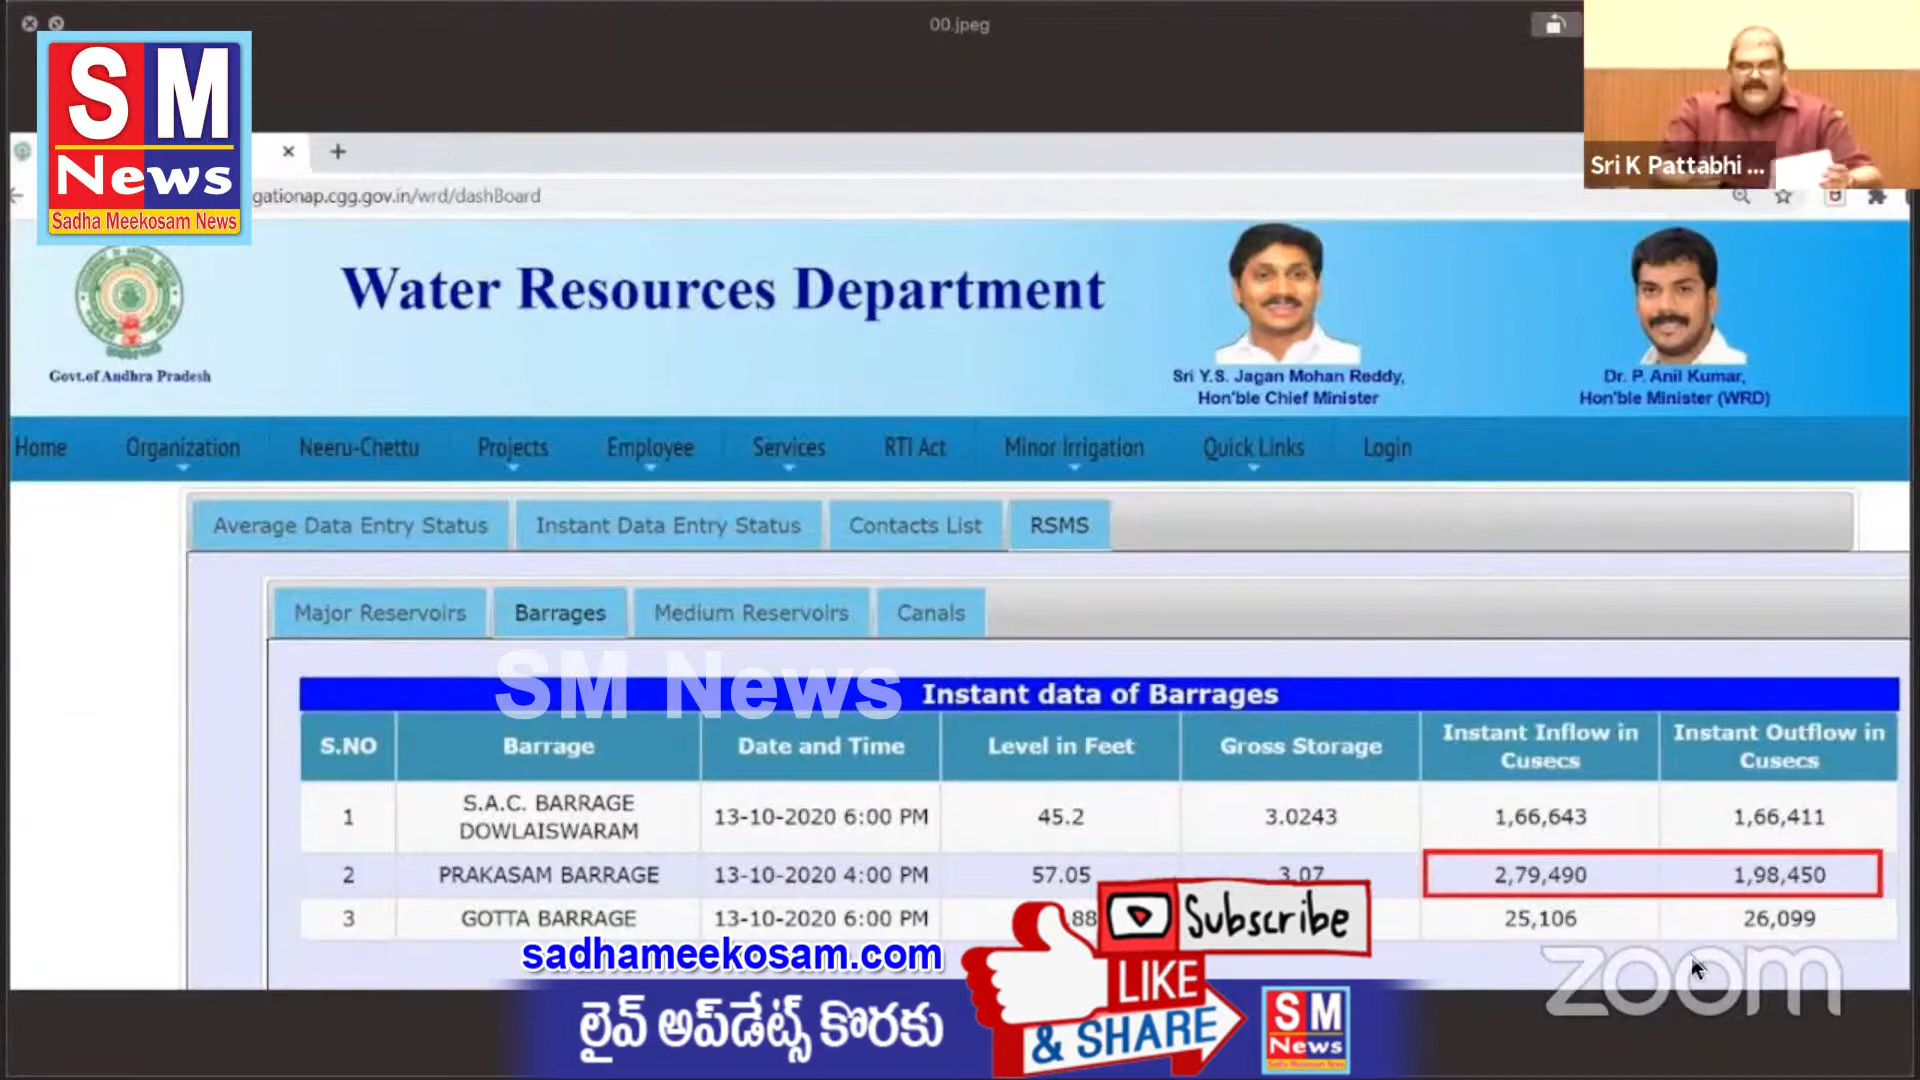 00.jpeg
SM
News
Sadha Meekosam News
Sri K Pattabhi ...
gationap.cgg.gov.in/wrd/dashBoard
Water Resources Department
Govt.of Andhra Pradesh
Sri Y.S. Jagan Mohan Reddy,
Hon'ble Chief Minister
Dr. P. Anil Kumar,
Hon'ble Minister (WRD)
Home Organization Neeru-Chettu Projects Employee Services RTI Act Minor Irrigation Quick Links Login
Average Data Entry Status Instant Data Entry Status Contacts List RSMS
Major Reservoirs Barrages Medium Reservoirs Canals
SM News
Instant data of Barrages
S.NO Barrage Date and Time Level in Feet Gross Storage Instant Inflow in Cusecs Instant Outflow in Cusecs
1 S.A.C. BARRAGE DOWLAISWARAM 13-10-2020 6:00 PM 45.2 3.0243 1,66,643 1,66,411
2 PRAKASAM BARRAGE 13-10-2020 4:00 PM 57.05 3.07 2,79,490 1,98,450
3 GOTTA BARRAGE 13-10-2020 6:00 PM .88 25,106 26,099
Subscribe
sadhameekosam.com
LIKE
& SHARE
zoom
లైవ్ అప్‌డేట్స్ కొరకు
SM
News